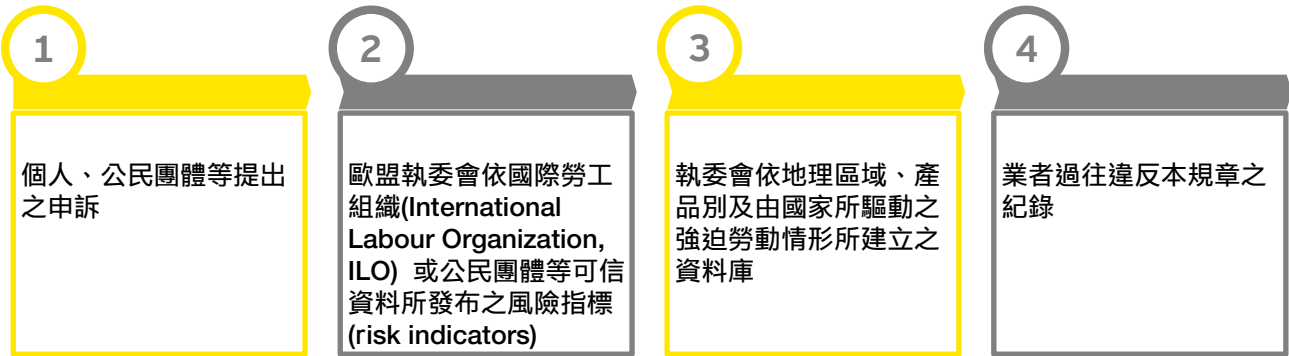 1
個人、公民團體等提出
之申訴
2
歐盟執委會依國際勞工
組織(International
Labour Organization,
ILO) 或公民團體等可信
資料所發布之風險指標
(risk indicators)
3
執委會依地理區域、產
品別及由國家所驅動之
強迫勞動情形所建立之
資料庫
4
業者過往違反本規章之
紀錄